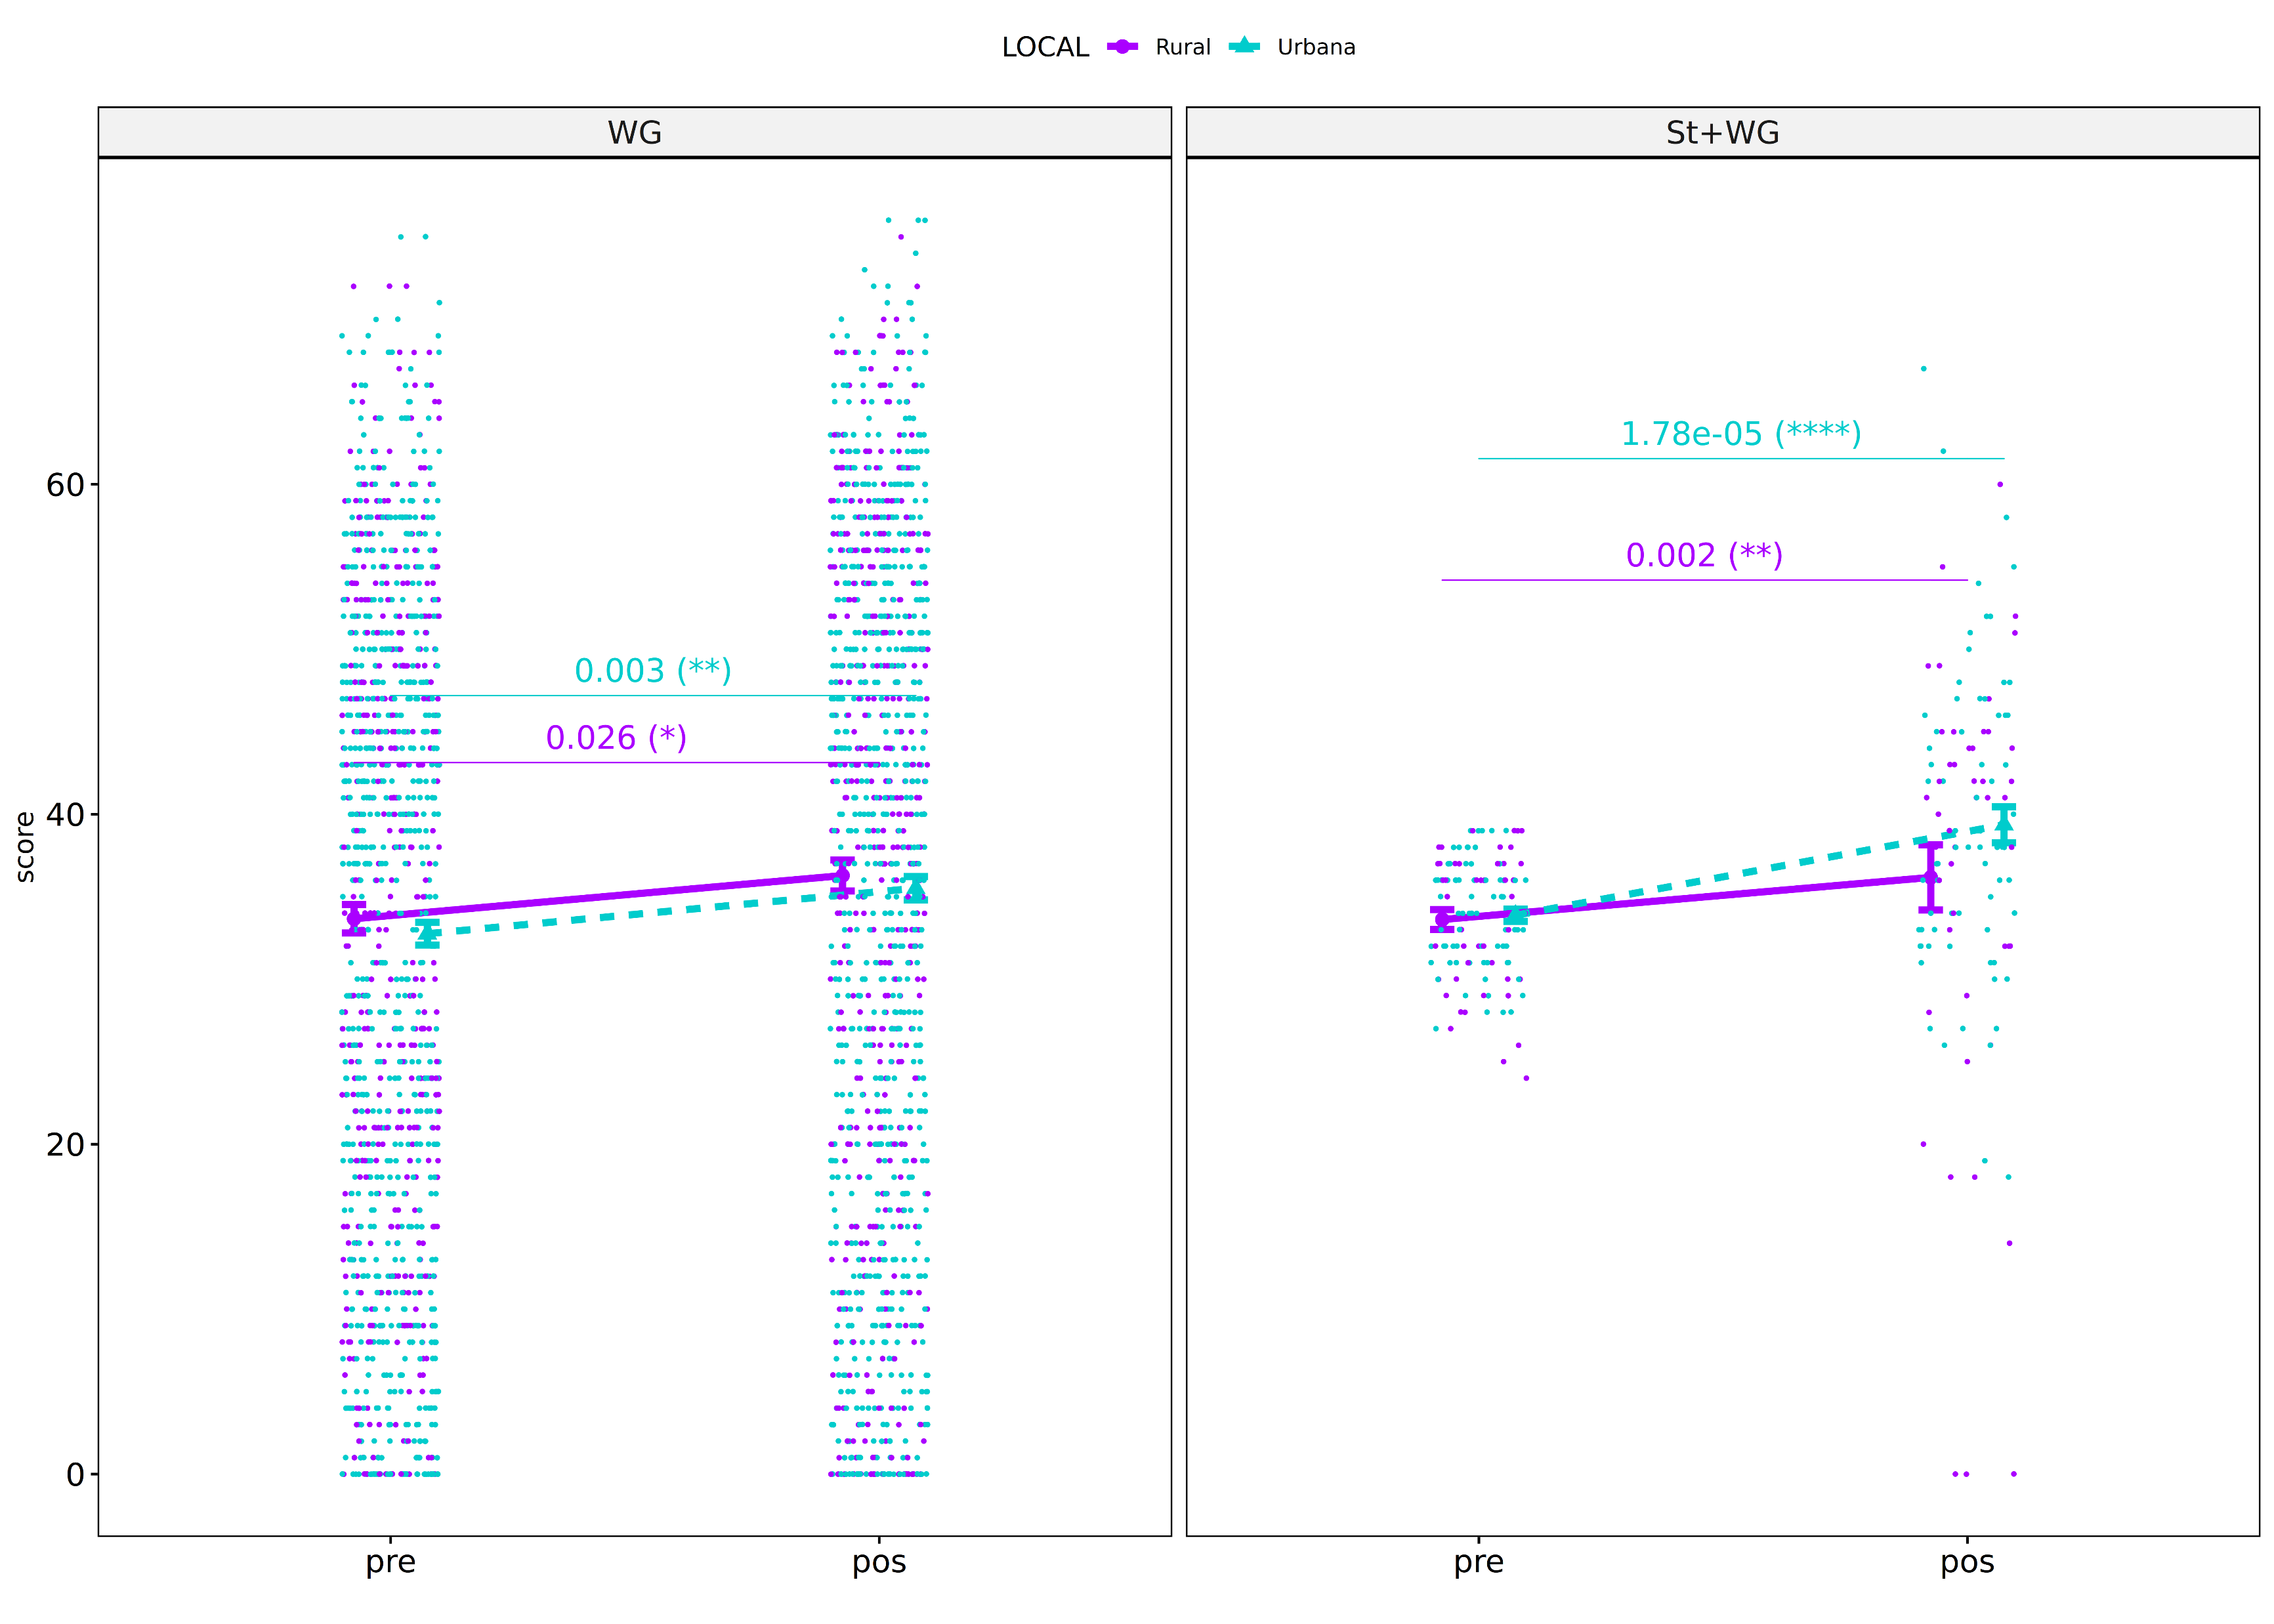 LOCAL Rural Urbana
WG
St+WG
score
60
40
20
0
1.78e-05 (****)
0.002 (**)
0.003 (**)
0.026 (*)
pre
pos
pre
pos